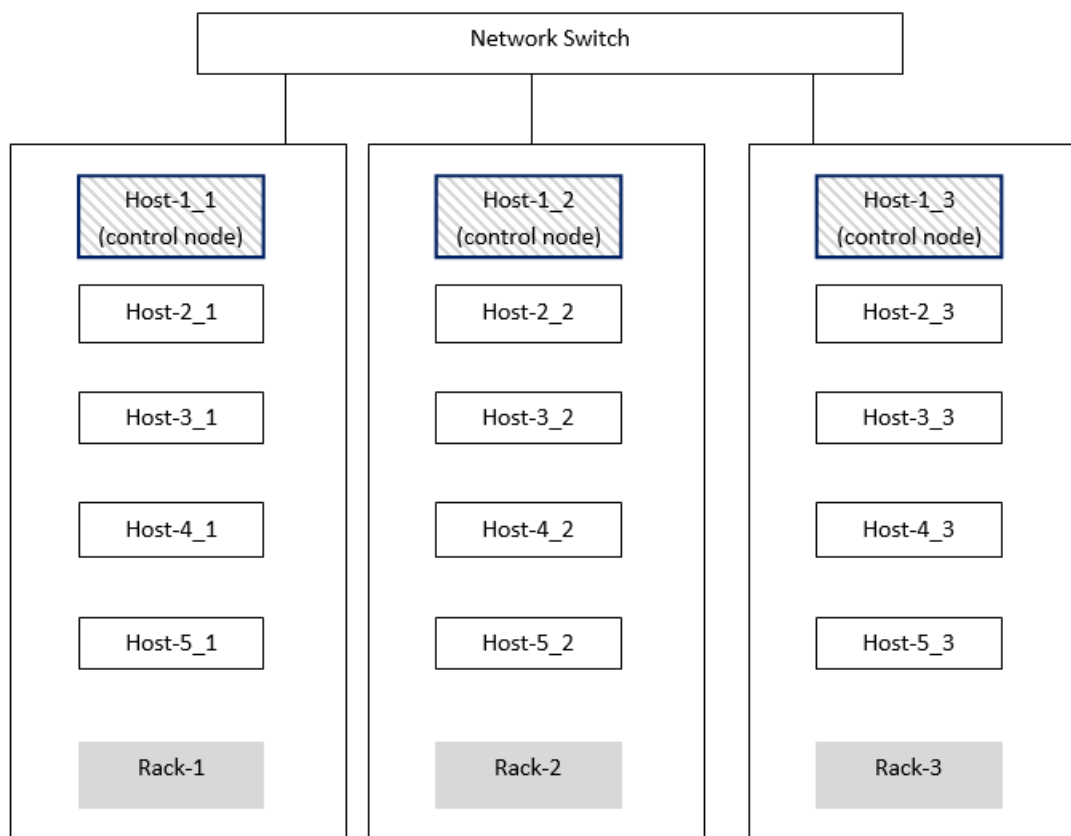 Network Switch
Host-1_1
(control node)
Host-2_1
Host-3_1
Host-4_1
Host-5_1
Rack-1
Host-1_2
(control node)
Host-2_2
Host-3_2
Host-4_2
Host-5_2
Rack-2
Host-1_3
(control node)
Host-2_3
Host-3_3
Host-4_3
Host-5_3
Rack-3